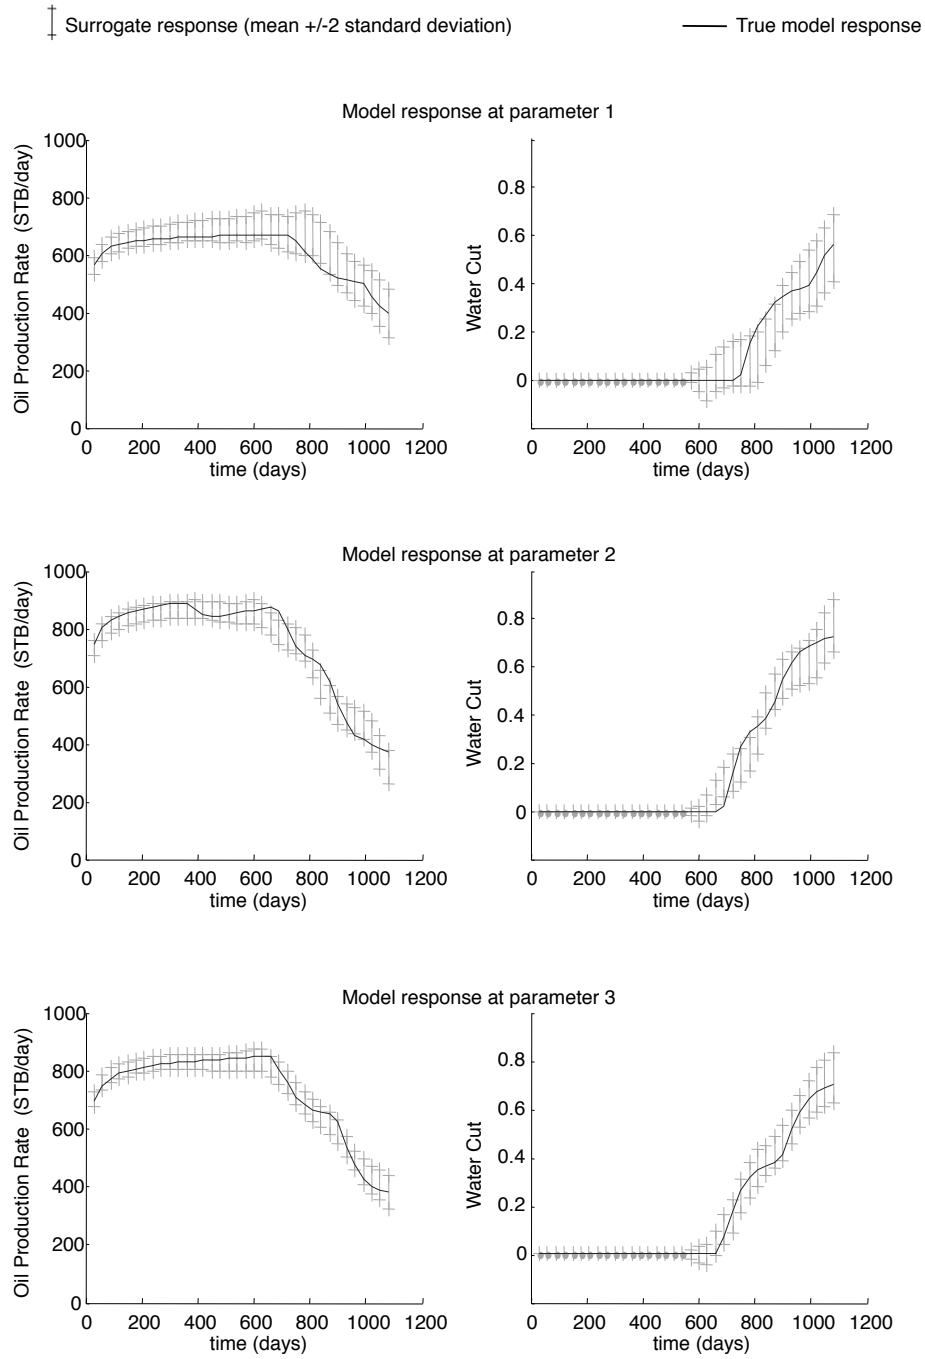 Surrogate response (mean +/-2 standard deviation) True model response
Model response at parameter 1
Oil Production Rate (STB/day)
1000
800
600
400
200
0
0 200 400 600 800 1000 1200
time (days)
Water Cut
0.8
0.6
0.4
0.2
0
0 200 400 600 800 1000 1200
time (days)
Model response at parameter 2
Oil Production Rate (STB/day)
1000
800
600
400
200
0
0 200 400 600 800 1000 1200
time (days)
Water Cut
0.8
0.6
0.4
0.2
0
0 200 400 600 800 1000 1200
time (days)
Model response at parameter 3
Oil Production Rate (STB/day)
1000
800
600
400
200
0
0 200 400 600 800 1000 1200
time (days)
Water Cut
0.8
0.6
0.4
0.2
0
0 200 400 600 800 1000 1200
time (days)